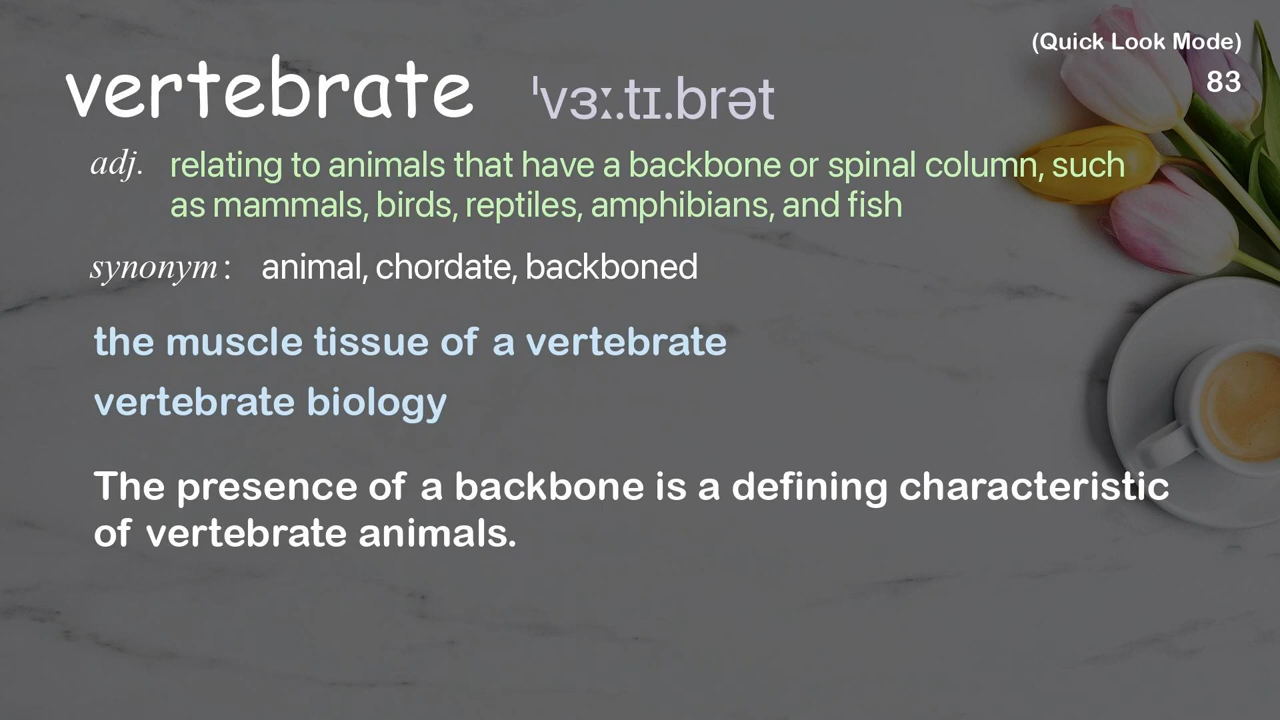 (Quick Look Mode)
83
vertebrate ˈvɜː.tɪ.brət
adj. relating to animals that have a backbone or spinal column, such
as mammals, birds, reptiles, amphibians, and fish
synonym: animal, chordate, backboned
the muscle tissue of a vertebrate
vertebrate biology
The presence of a backbone is a defining characteristic
of vertebrate animals.